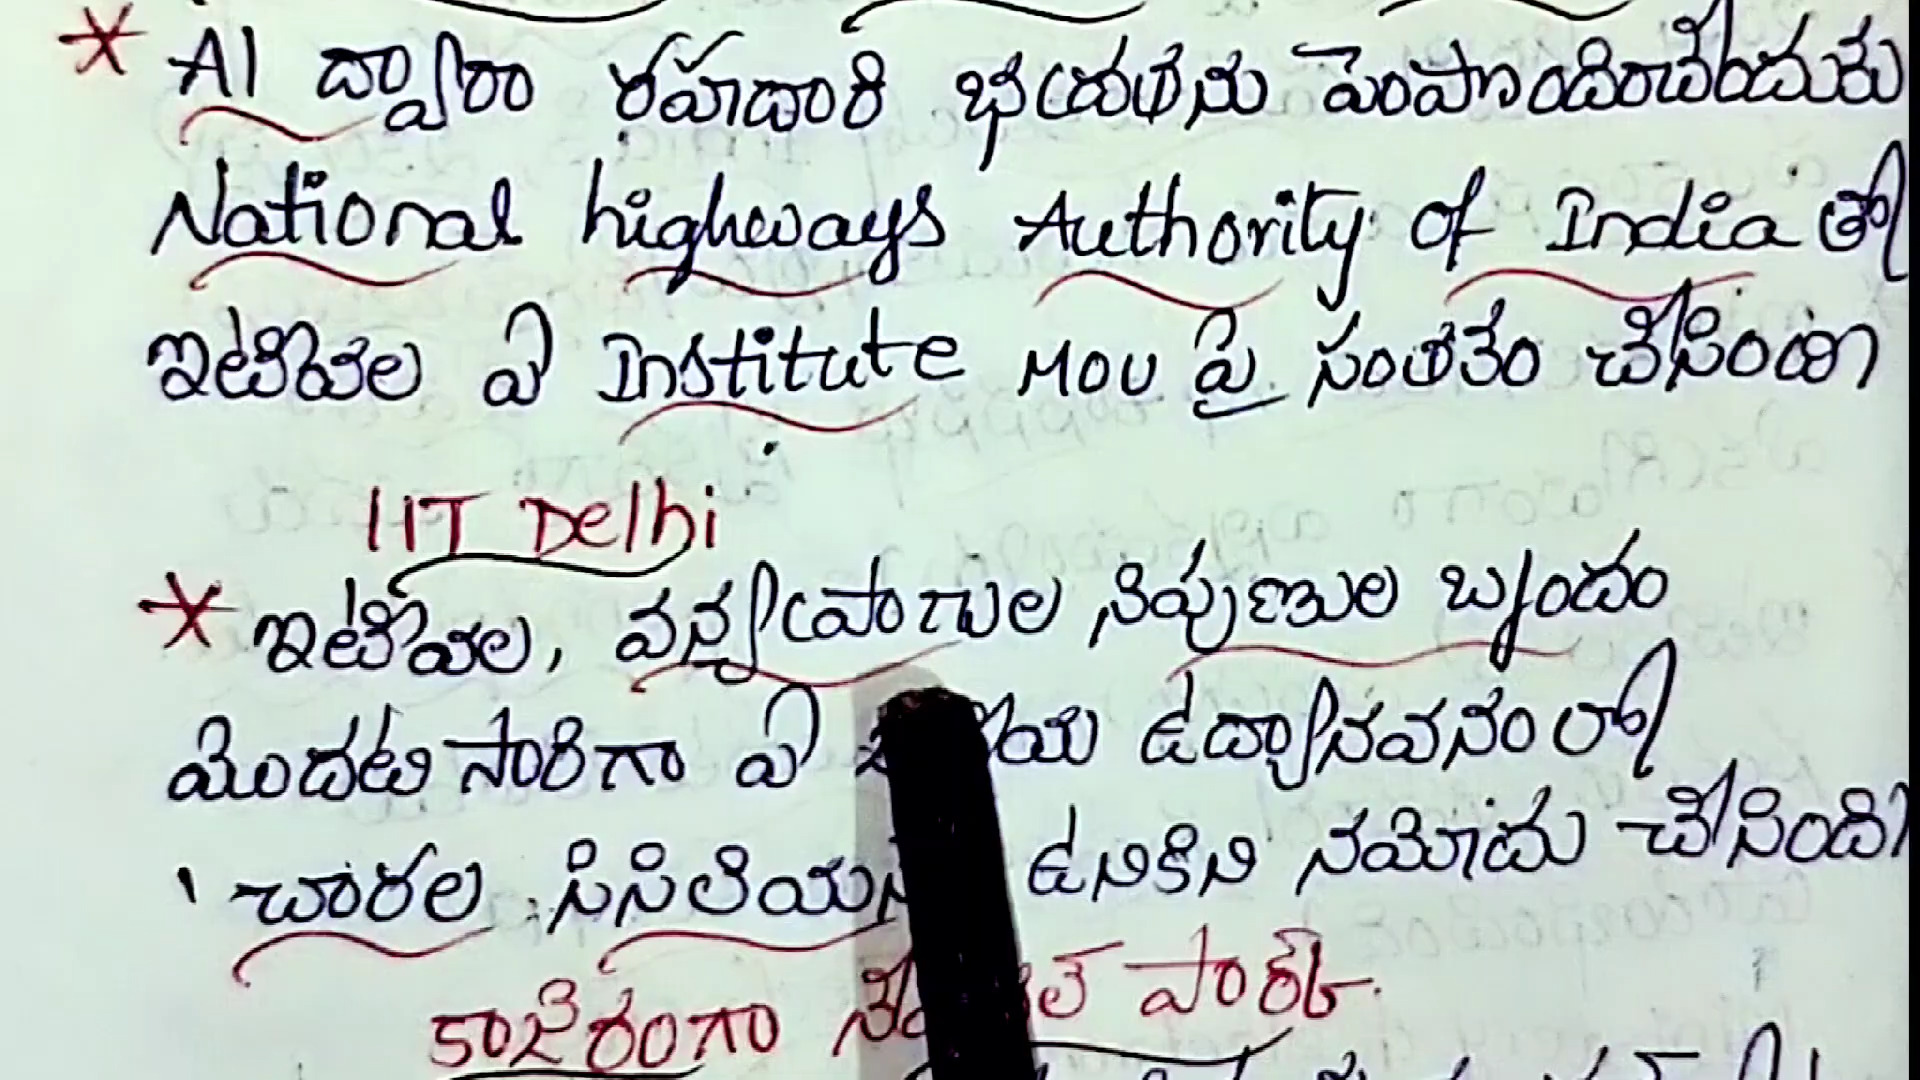 * AI ద్వారా రహదారి భద్రతను పెంపొందించేందుకు
National highways Authority of India తో
ఇటీవల ఏ Institute MOU పై సంతకం చేసింది
IIT Delhi
* ఇటీవల, వన్యప్రాణుల నిపుణుల బృందం
మొదటి సారిగా ఏ ఉద్యానవనంలో
' చారల ఉనికిని నమోదు చేసింది
కాజీరంగా పార్క్.